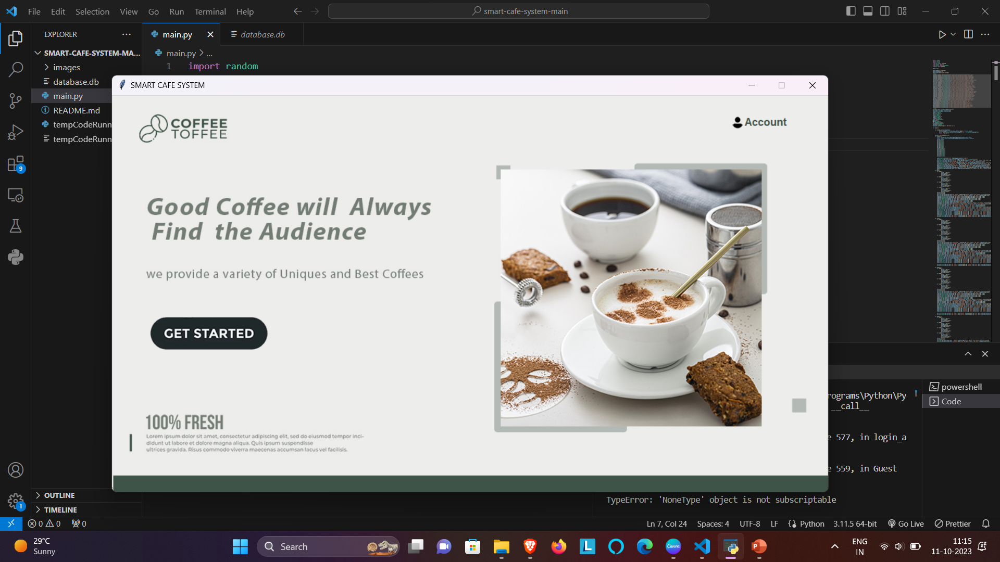 File Edit Selection View Go Run Terminal Help
smart-cafe-system-main
EXPLORER
main.py
database.db
SMART-CAFE-SYSTEM-MA...
main.py > ...
images
1 import random
database.db
main.py
README.md
tempCodeRunn
tempCodeRunn
9
SMART CAFE SYSTEM
COFFEE
TOFFEE
Account
Good Coffee will Always
Find the Audience
we provide a variety of Uniques and Best Coffees
GET STARTED
100% FRESH
Lorem ipsum dolor sit amet, consectetur adipiscing elit, sed do eiusmod tempor inci-
didunt ut labore et dolore magna aliqua. Quis ipsum suspendisse
ultrices gravida. Risus commodo viverra maecenas accumsan lacus vel facilisis.
powershell
Code
rograms\Python\Py
__call__
e 577, in login_a
e 559, in Guest
TypeError: 'NoneType' object is not subscriptable
OUTLINE
TIMELINE
1
0 0 0
Ln 7, Col 24 Spaces: 4 UTF-8 LF Python 3.11.5 64-bit Go Live Prettier
29°C
Sunny
Search
L
Canva
P
ENG
IN
11:15
11-10-2023